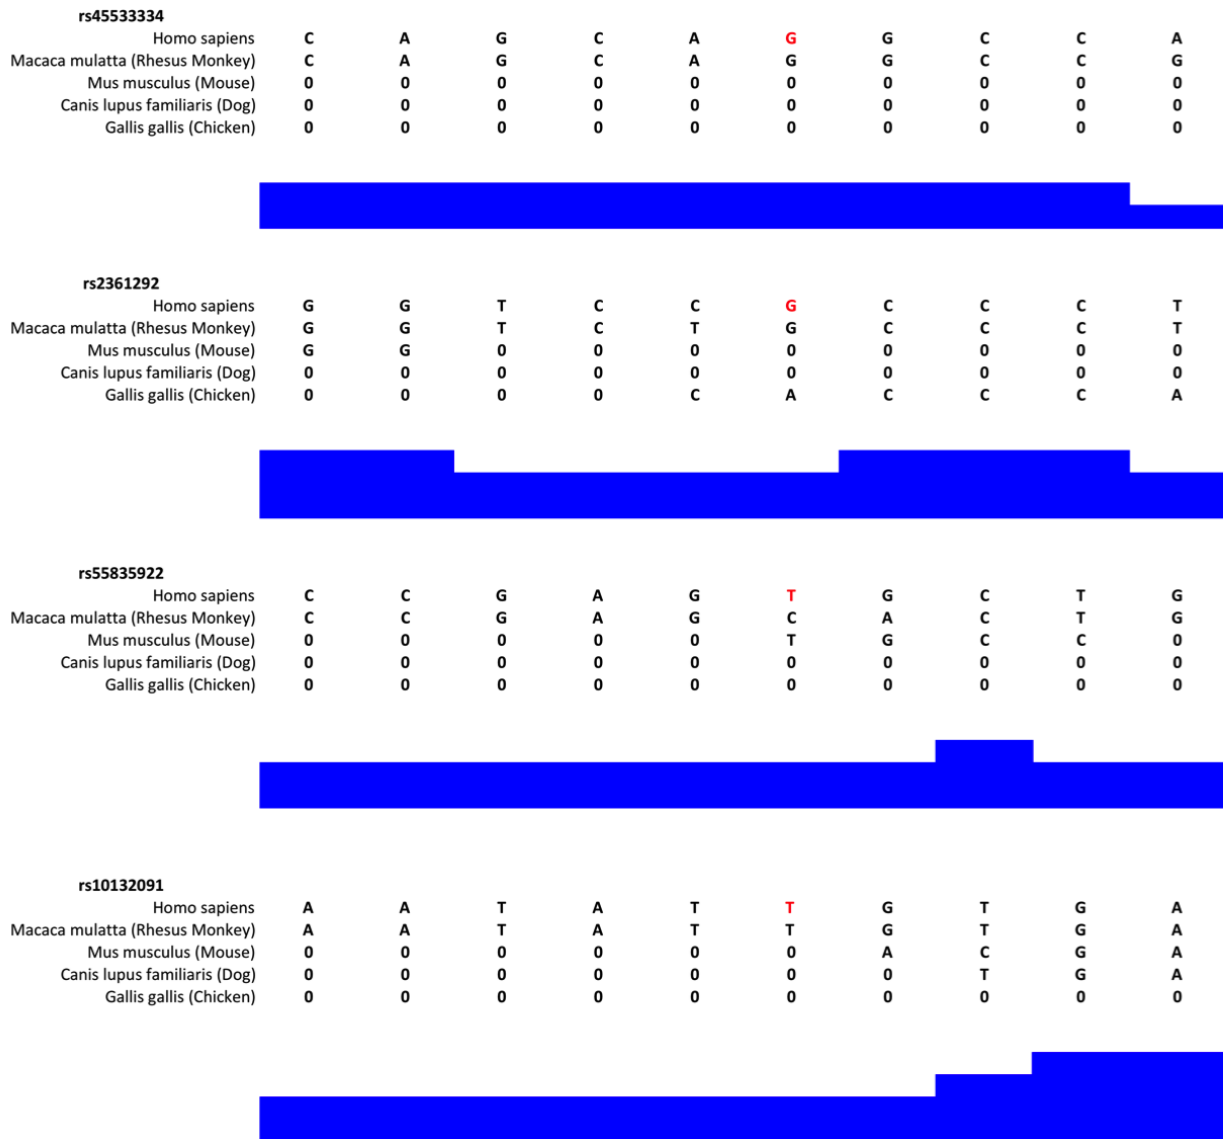 rs45533334
Homo sapiens C A G C A G G C C A
Macaca mulatta (Rhesus Monkey) C A G C A G G C C G
Mus musculus (Mouse) 0 0 0 0 0 0 0 0 0 0
Canis lupus familiaris (Dog) 0 0 0 0 0 0 0 0 0 0
Gallis gallis (Chicken) 0 0 0 0 0 0 0 0 0 0
rs2361292
Homo sapiens G G T C C G C C C T
Macaca mulatta (Rhesus Monkey) G G T C T G C C C T
Mus musculus (Mouse) G G 0 0 0 0 0 0 0 0
Canis lupus familiaris (Dog) 0 0 0 0 0 0 0 0 0 0
Gallis gallis (Chicken) 0 0 0 0 C A C C C A
rs55835922
Homo sapiens C C G A G T G C T G
Macaca mulatta (Rhesus Monkey) C C G A G C A C T G
Mus musculus (Mouse) 0 0 0 0 0 T G C C 0
Canis lupus familiaris (Dog) 0 0 0 0 0 0 0 0 0 0
Gallis gallis (Chicken) 0 0 0 0 0 0 0 0 0 0
rs10132091
Homo sapiens A A T A T T G T G A
Macaca mulatta (Rhesus Monkey) A A T A T T G T G A
Mus musculus (Mouse) 0 0 0 0 0 0 A C G A
Canis lupus familiaris (Dog) 0 0 0 0 0 0 0 T G A
Gallis gallis (Chicken) 0 0 0 0 0 0 0 0 0 0